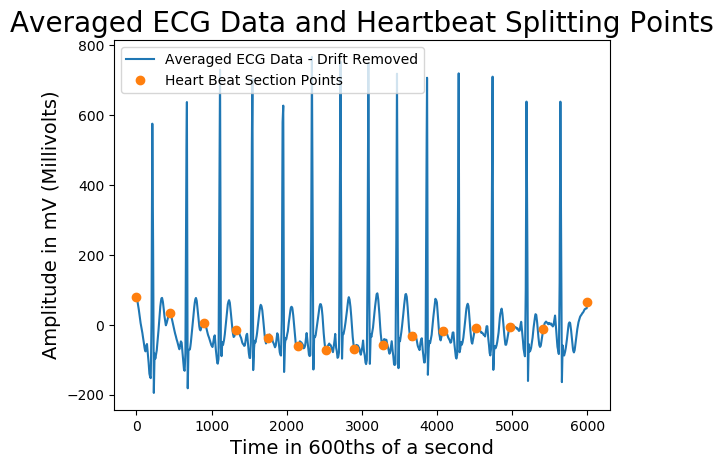 Averaged ECG Data and Heartbeat Splitting Points
Averaged ECG Data - Drift Removed
Heart Beat Section Points
Amplitude in mV (Millivolts)
800
600
400
200
0
−200
−400
0 1000 2000 3000 4000 5000 6000
Time in 600ths of a second